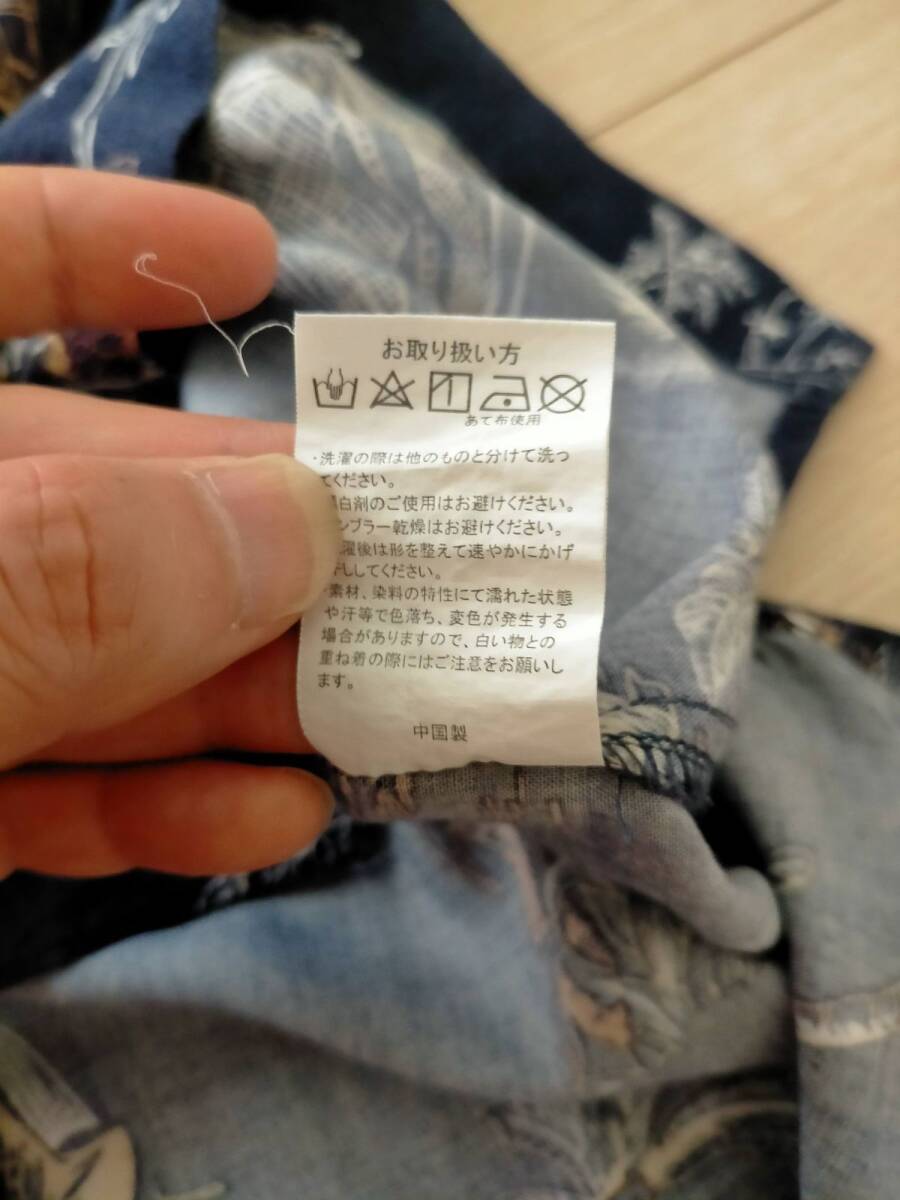 お取り扱い方
あて布使用
・洗濯の際は他のものと分けて洗っ
てください。
白剤のご使用はお避けください。
ンブラー乾燥はお避けください。
濯後は形を整えて速やかにかげ
干ししてください。
・素材、染料の特性にて濡れた状態
や汗等で色落ち、変色が発生する
場合がありますので、白い物との
重ね着の際にはご注意をお願いし
ます。
中国製